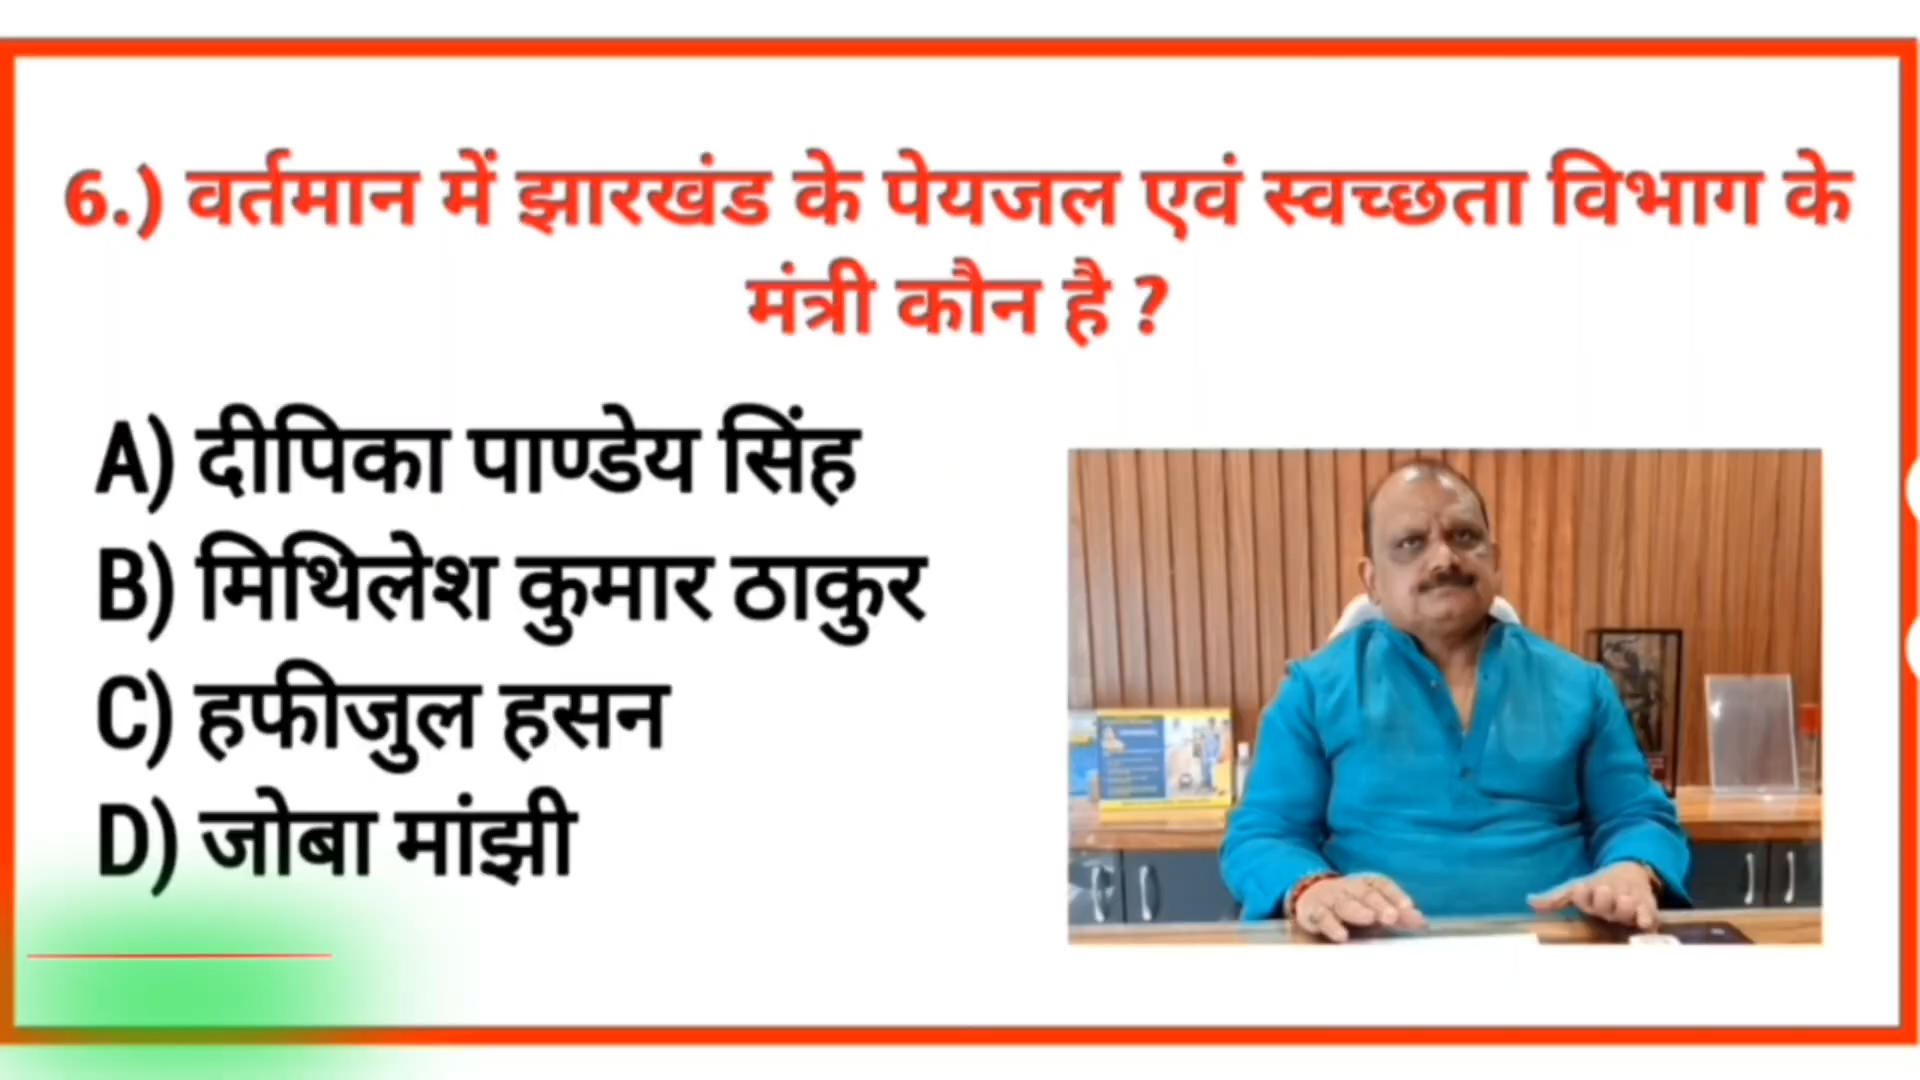 6.) वर्तमान में झारखंड के पेयजल एवं स्वच्छता विभाग के
मंत्री कौन है ?
A) दीपिका पाण्डेय सिंह
B) मिथिलेश कुमार ठाकुर
C) हफीजुल हसन
D) जोबा मांझी